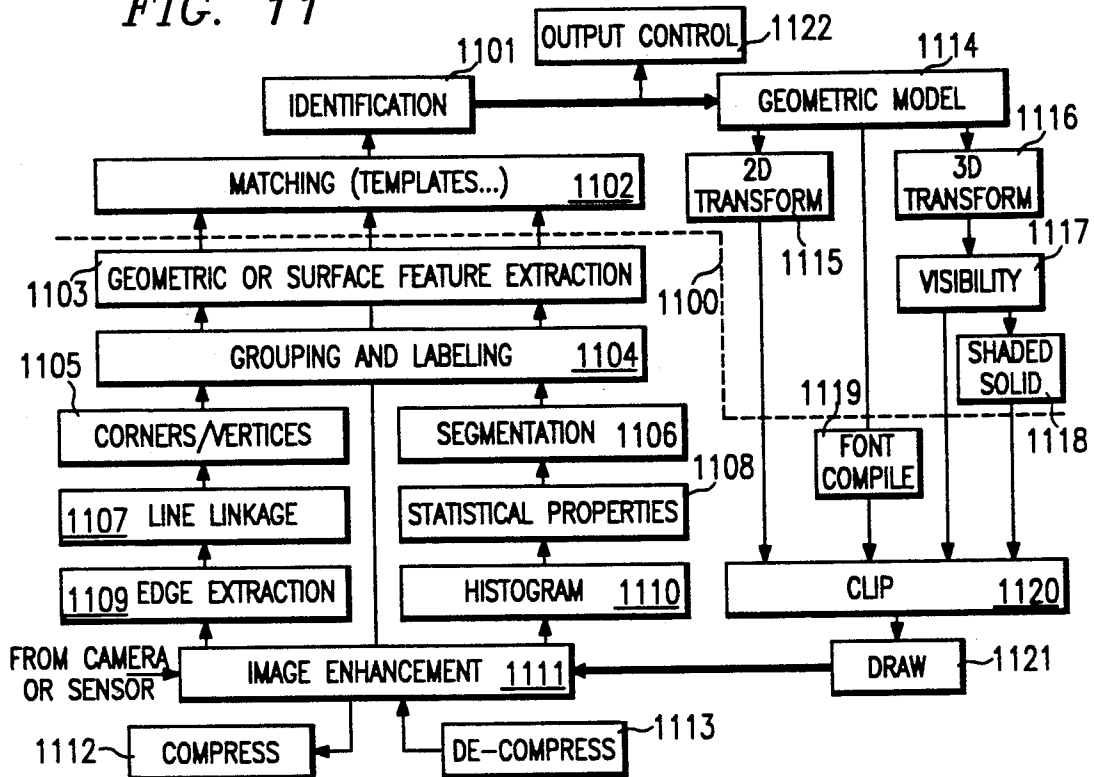 FIG. 11
OUTPUT CONTROL
1122
1101
1114
IDENTIFICATION
GEOMETRIC MODEL
1116
MATCHING (TEMPLATES...) 1102
2D
TRANSFORM
3D
TRANSFORM
1115
1117
1103
GEOMETRIC OR SURFACE FEATURE EXTRACTION
1100
VISIBILITY
GROUPING AND LABELING 1104
SHADED
SOLID
1105
1119
1118
CORNERS/VERTICES
SEGMENTATION 1106
FONT
COMPILE
1108
1107 LINE LINKAGE
STATISTICAL PROPERTIES
1109 EDGE EXTRACTION
HISTOGRAM 1110
CLIP 1120
FROM CAMERA
OR SENSOR
IMAGE ENHANCEMENT 1111
DRAW
1121
1112
COMPRESS
DE-COMPRESS
1113